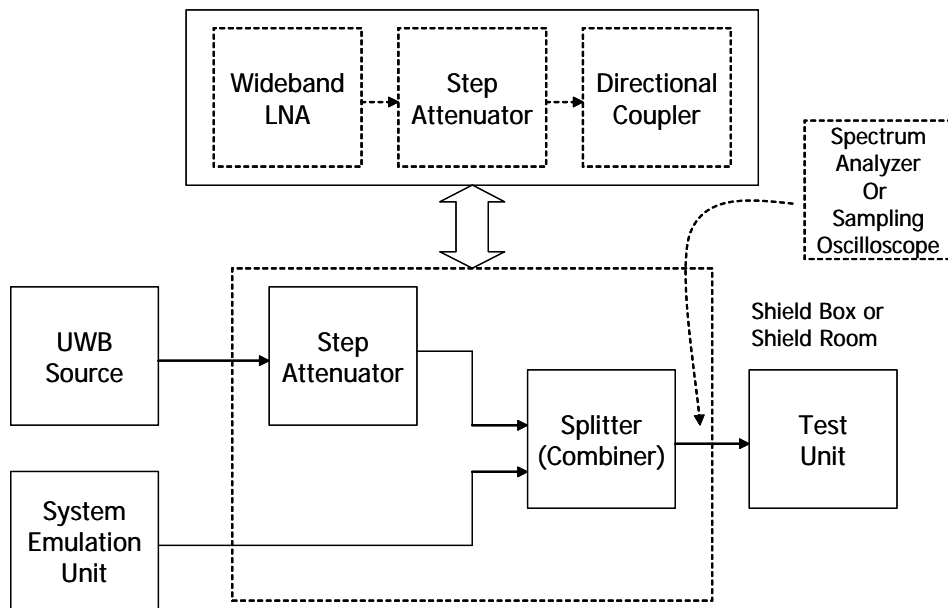 Wideband
LNA
Step
Attenuator
Directional
Coupler
Spectrum
Analyzer
Or
Sampling
Oscilloscope
UWB
Source
Step
Attenuator
Shield Box or
Shield Room
Splitter
(Combiner)
Test
Unit
System
Emulation
Unit